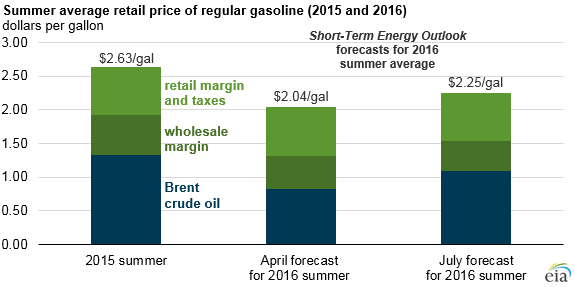 Summer average retail price of regular gasoline (2015 and 2016)
dollars per gallon
Short-Term Energy Outlook
forecasts for 2016
summer average
3.00
2.50
2.00
1.50
1.00
0.50
0.00
$2.63/gal
$2.04/gal
$2.25/gal
retail margin
and taxes
wholesale
margin
Brent
crude oil
2015 summer
April forecast
for 2016 summer
July forecast
for 2016 summer
eia